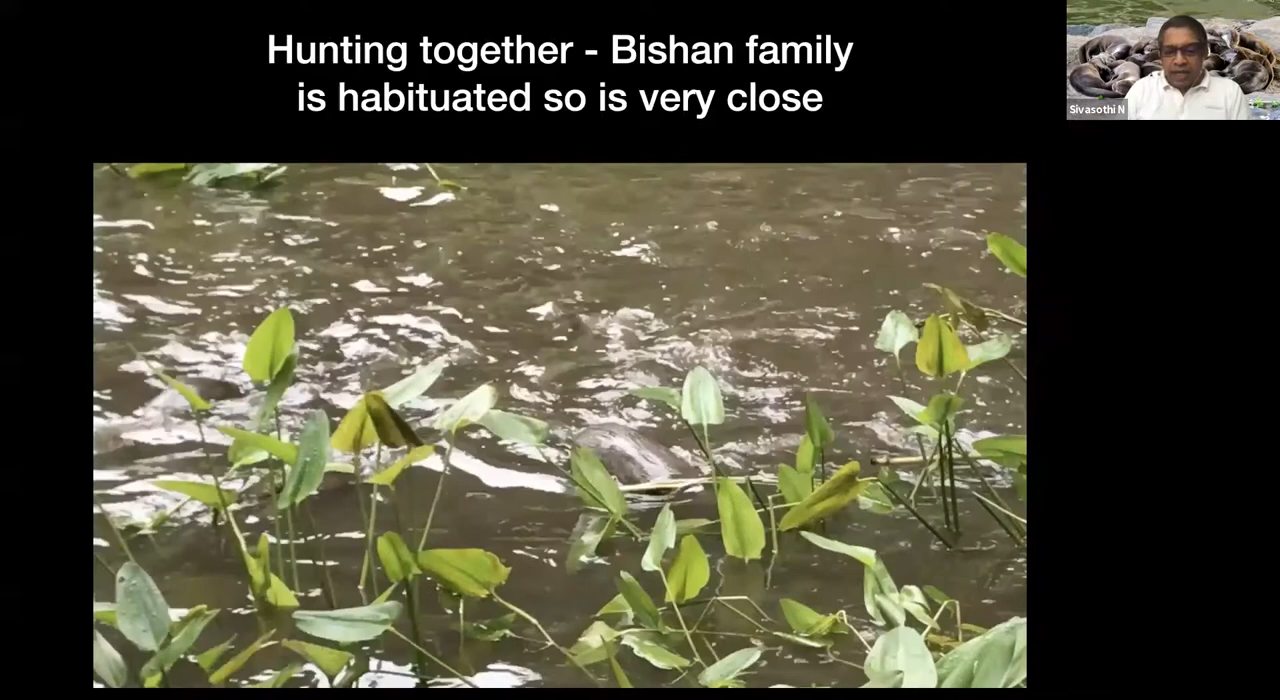 Hunting together - Bishan family
is habituated so is very close
Sivasothi N